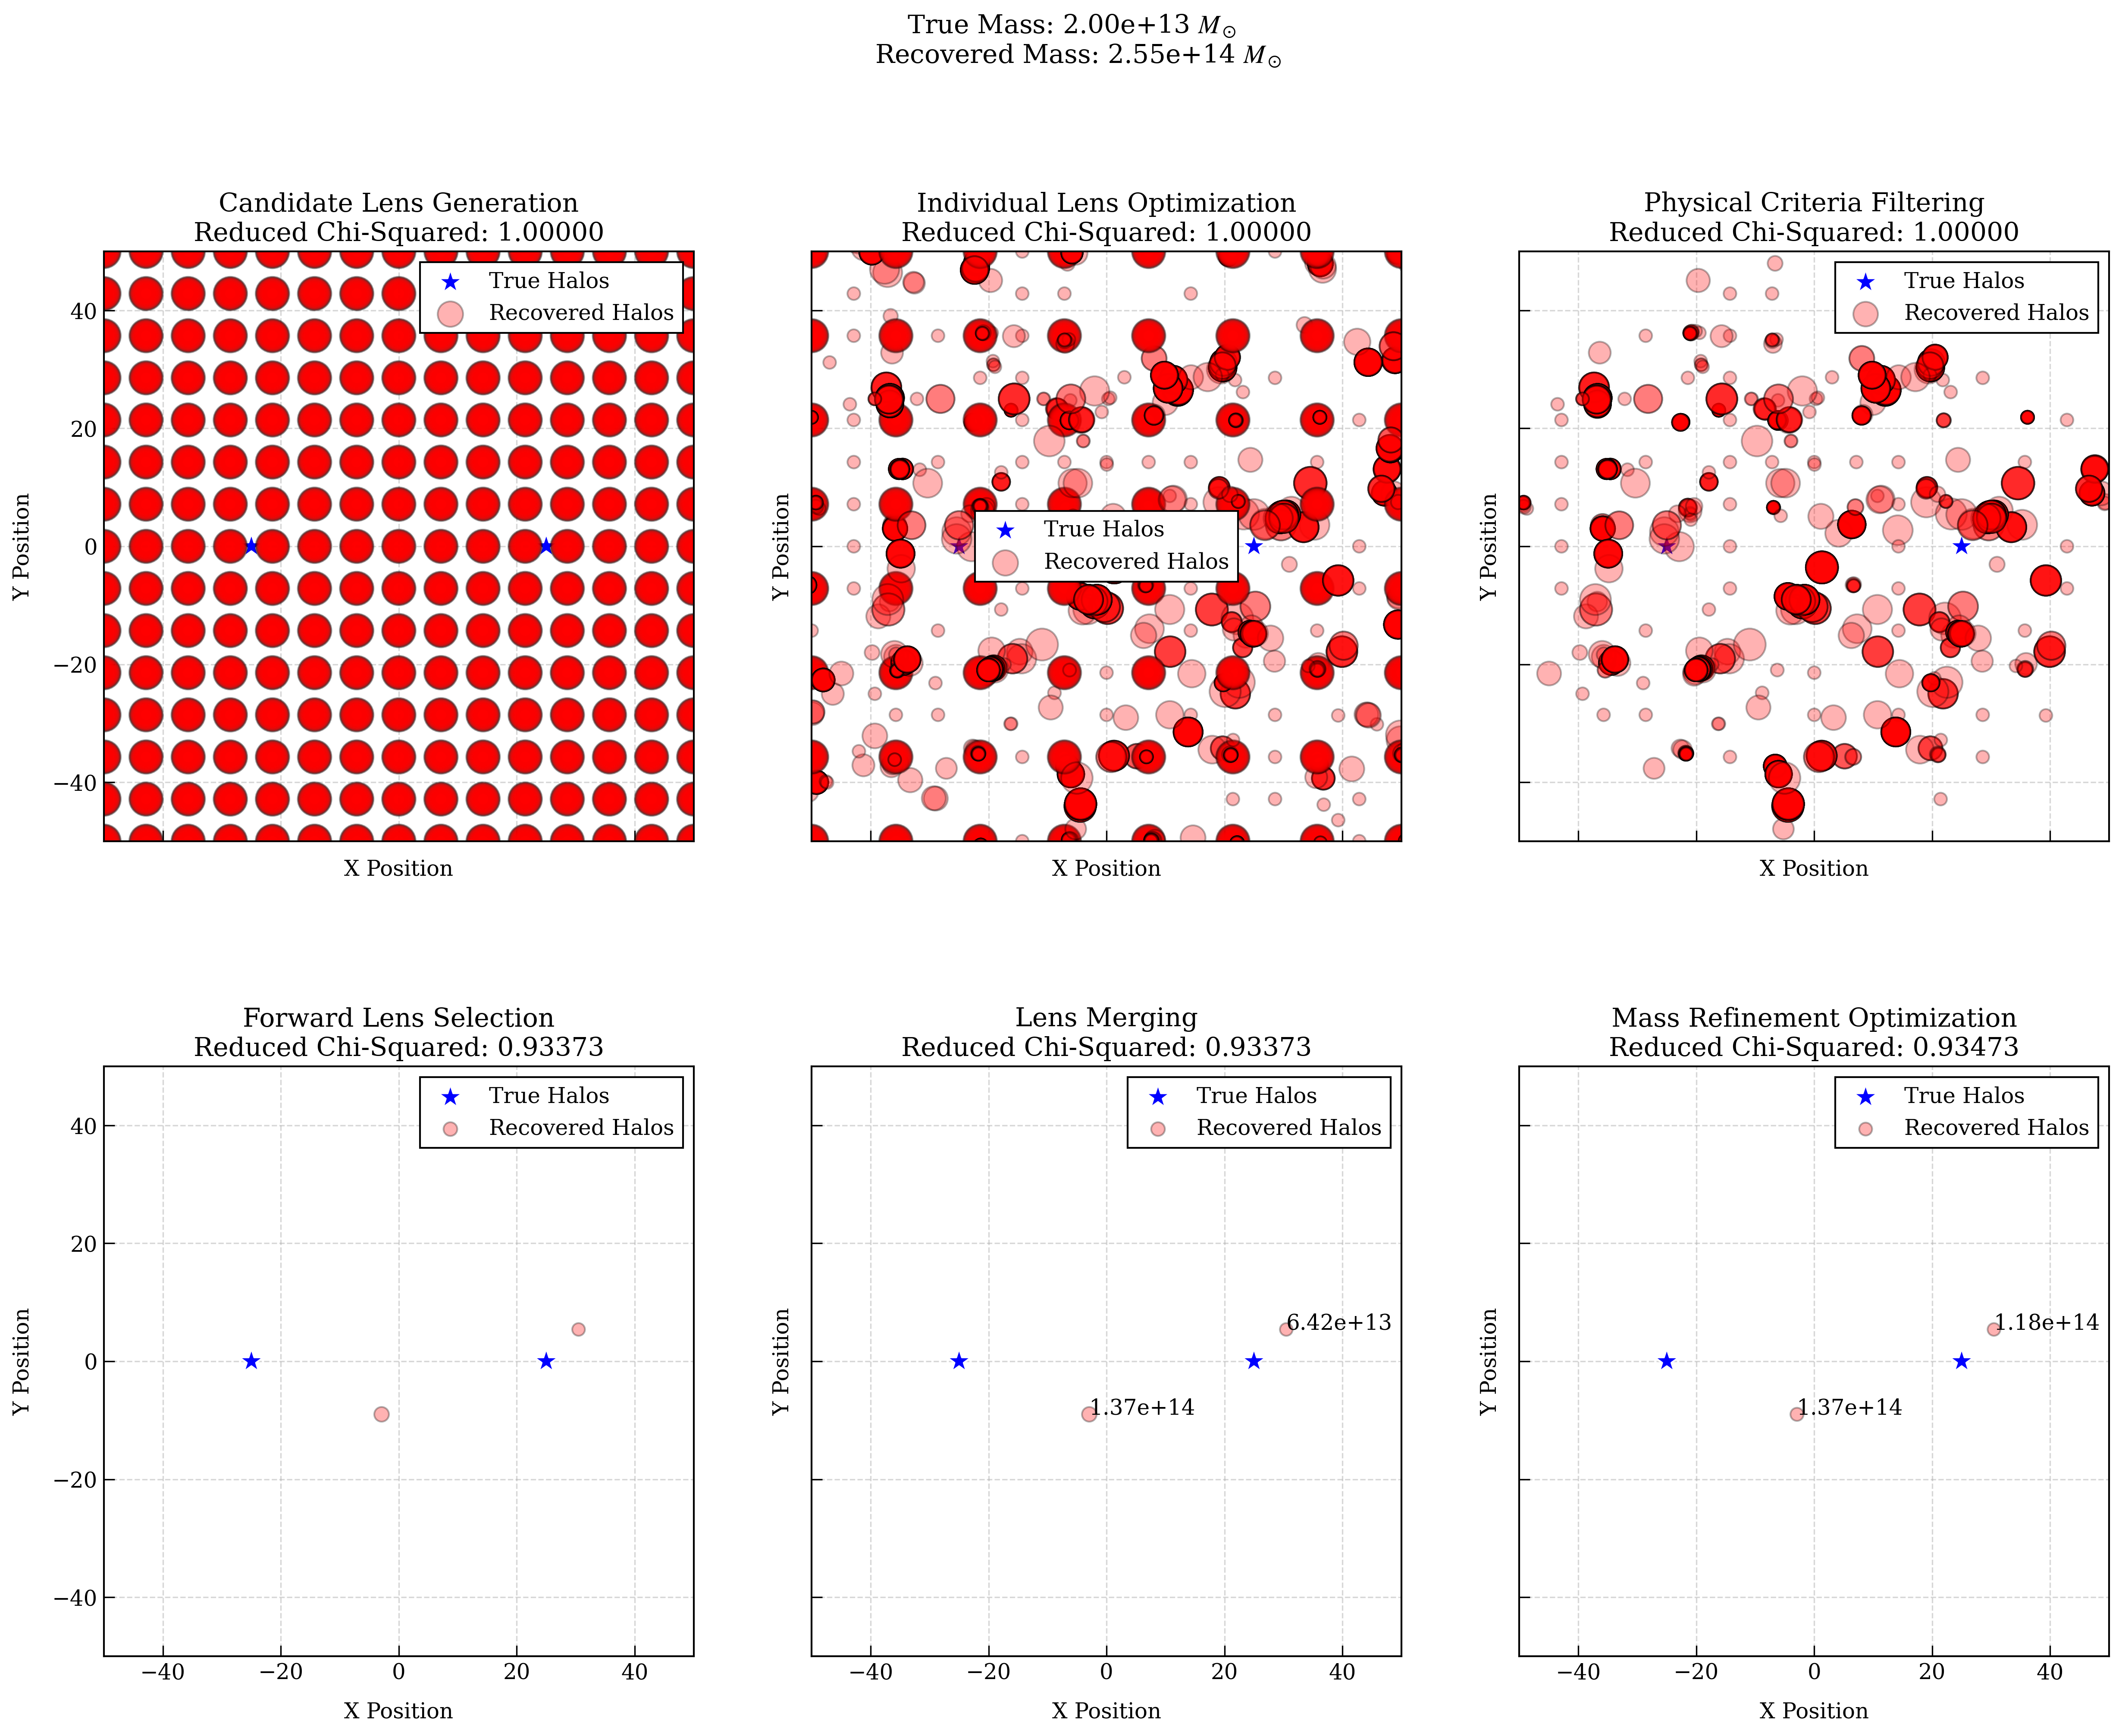 True Mass: 2.00e+13 M⊙
Recovered Mass: 2.55e+14 M⊙
Candidate Lens Generation
Reduced Chi-Squared: 1.00000
True Halos
Recovered Halos
40
20
0
−20
−40
Y Position
X Position
Individual Lens Optimization
Reduced Chi-Squared: 1.00000
True Halos
Recovered Halos
Y Position
X Position
Physical Criteria Filtering
Reduced Chi-Squared: 1.00000
True Halos
Recovered Halos
Y Position
X Position
Forward Lens Selection
Reduced Chi-Squared: 0.93373
True Halos
Recovered Halos
40
20
0
−20
−40
Y Position
−40 −20 0 20 40
X Position
Lens Merging
Reduced Chi-Squared: 0.93373
True Halos
Recovered Halos
6.42e+13
1.37e+14
Y Position
−40 −20 0 20 40
X Position
Mass Refinement Optimization
Reduced Chi-Squared: 0.93473
True Halos
Recovered Halos
1.18e+14
1.37e+14
Y Position
−40 −20 0 20 40
X Position